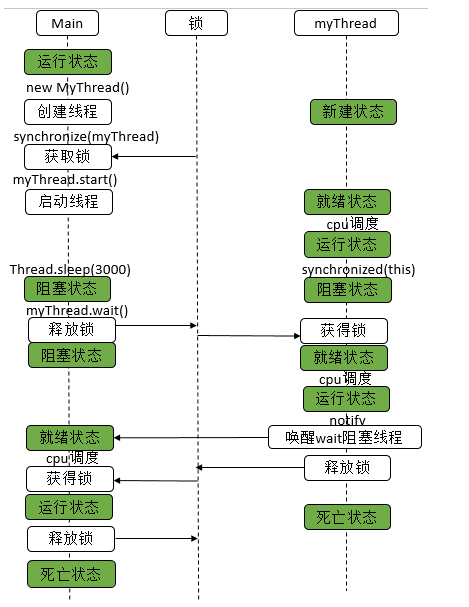 Main 锁 myThread
运行状态
new MyThread()
创建线程 新建状态
synchronize(myThread)
获取锁
myThread.start()
启动线程 就绪状态
cpu调度
运行状态
Thread.sleep(3000) synchronized(this)
阻塞状态 阻塞状态
myThread.wait()
释放锁 获得锁
阻塞状态 就绪状态
cpu调度
运行状态
notify
就绪状态 唤醒wait阻塞线程
cpu调度
获得锁 释放锁
运行状态 死亡状态
释放锁
死亡状态